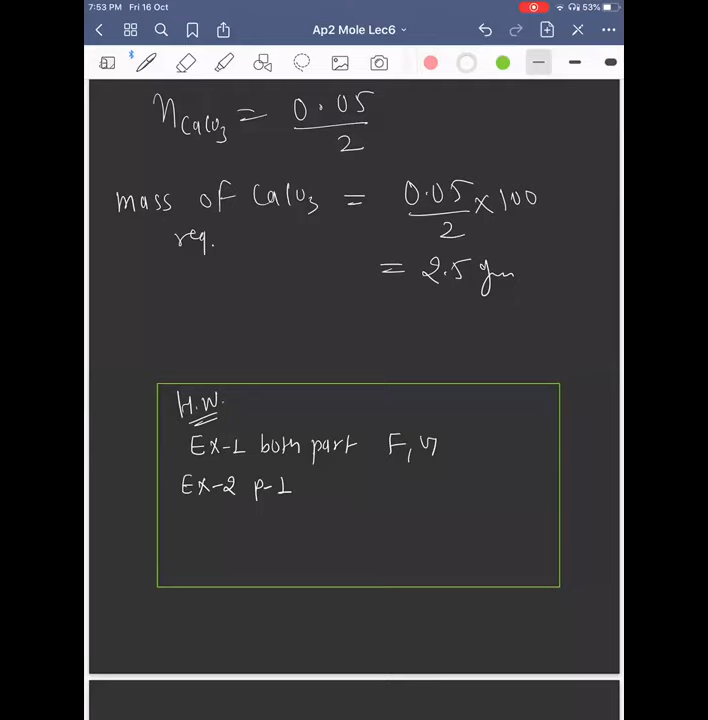 7:53 PM Fri 16 Oct
53%
Ap2 Mole Lec6
n CaCO3 = 0.05 / 2
mass of CaCO3 = 0.05 / 2 × 100
req.
= 2.5 gm
H.W.
Ex-1 both part F, G
Ex-2 P-1